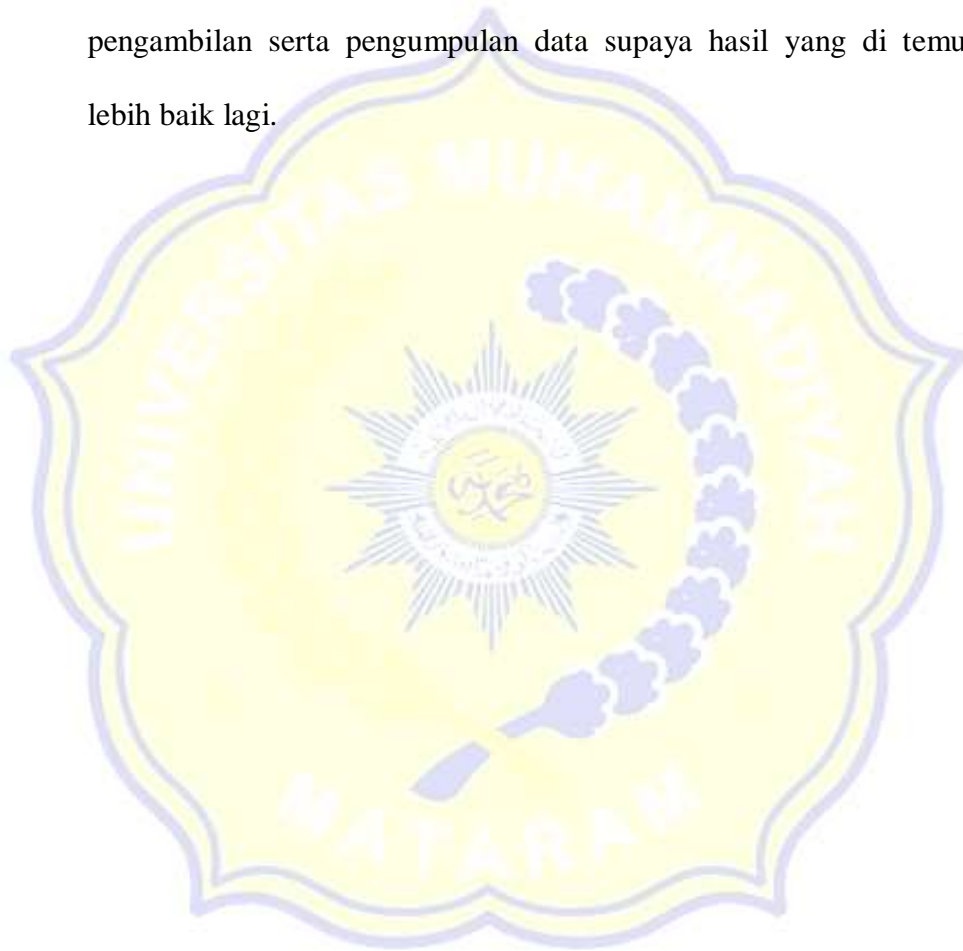 pengambilan serta pengumpulan data supaya hasil yang di temu
lebih baik lagi.
UNIVERSITAS MUHAMMADIYAH
MATARAM